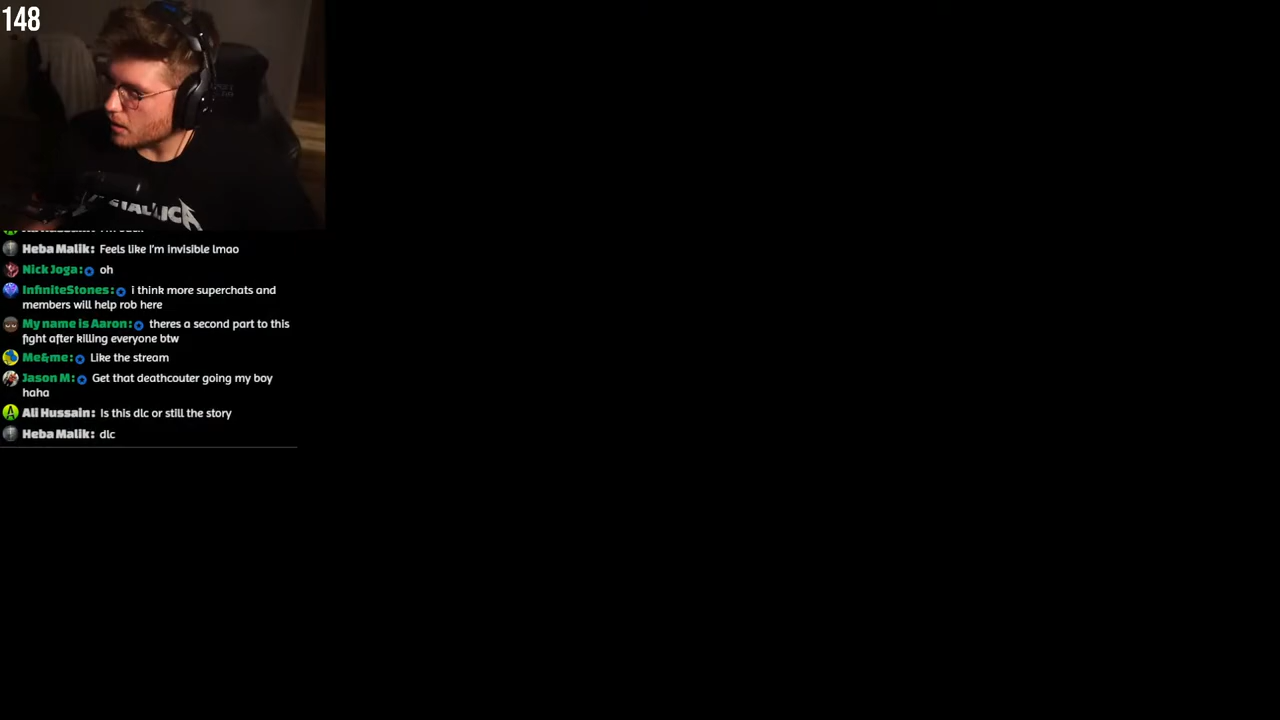 148
METALLICA
Heba Malik: Feels like I'm invisible lmao
Nick Joga: oh
InfiniteStones: i think more superchats and
members will help rob here
My name is Aaron: theres a second part to this
fight after killing everyone btw
Me&me: Like the stream
Jason M: Get that deathcouter going my boy
haha
Ali Hussain: Is this dlc or still the story
Heba Malik: dlc